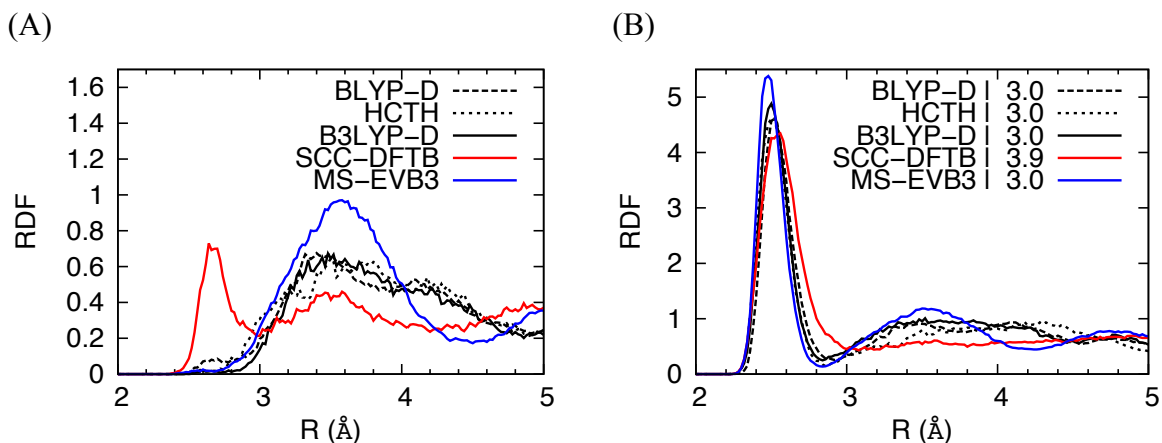 (A)
(B)
RDF
1.6
1.4
1.2
1
0.8
0.6
0.4
0.2
0
BLYP-D
HCTH
B3LYP-D
SCC-DFTB
MS-EVB3
2 3 4 5
R (Å)
RDF
5
4
3
2
1
0
BLYP-D | 3.0
HCTH | 3.0
B3LYP-D | 3.0
SCC-DFTB | 3.9
MS-EVB3 | 3.0
2 3 4 5
R (Å)